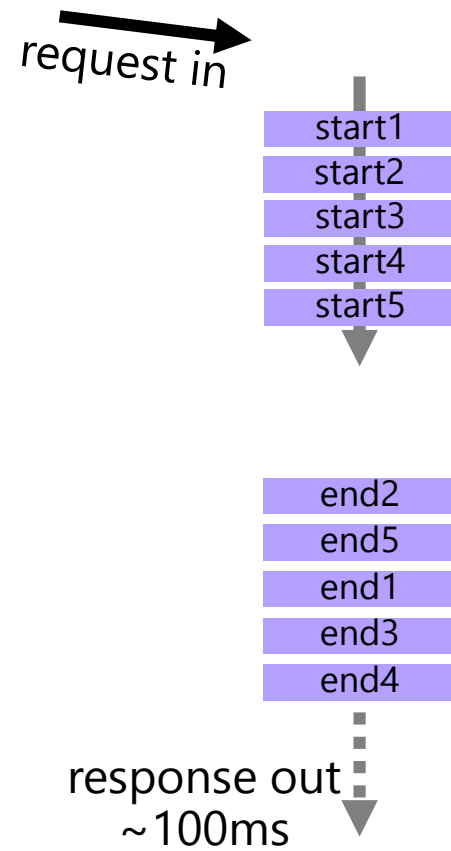 request in
start1
start2
start3
start4
start5
end2
end5
end1
end3
end4
response out
~100ms